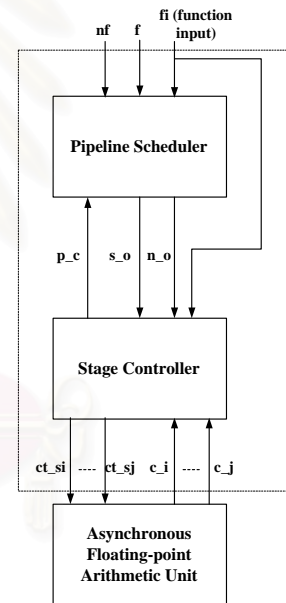 nf f fi (function
input)
Pipeline Scheduler
p_c s_o n_o
Stage Controller
ct_si ---- ct_sj c_i ---- c_j
Asynchronous
Floating-point
Arithmetic Unit